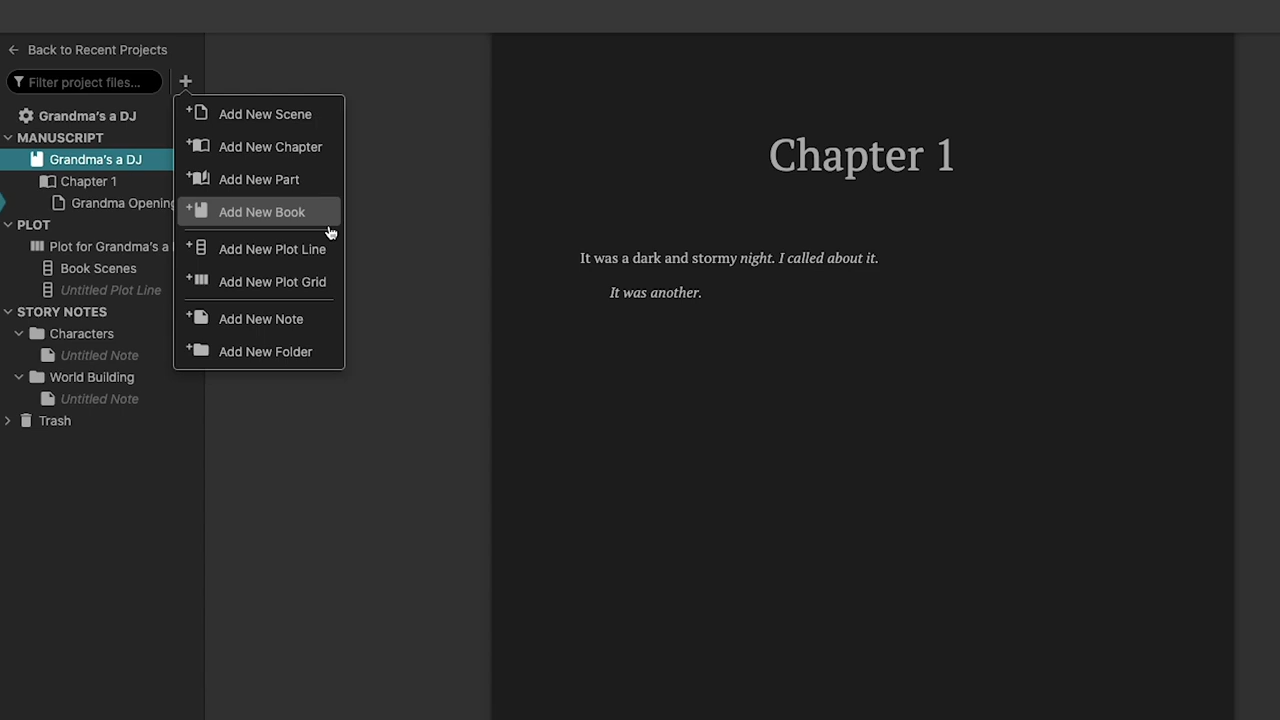 Back to Recent Projects
Filter project files...
Grandma's a DJ
MANUSCRIPT
Grandma's a DJ
Chapter 1
Grandma Opening
PLOT
Plot for Grandma's a
Book Scenes
Untitled Plot Line
STORY NOTES
Characters
Untitled Note
World Building
Untitled Note
Trash
Add New Scene
Add New Chapter
Add New Part
Add New Book
Add New Plot Line
Add New Plot Grid
Add New Note
Add New Folder
Chapter 1
It was a dark and stormy night. I called about it.
It was another.